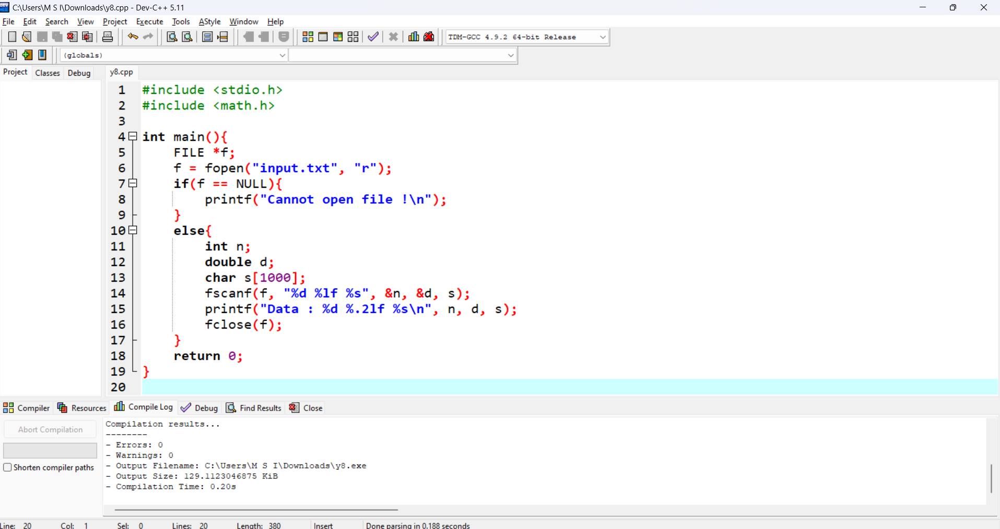 C:\Users\M S I\Downloads\y8.cpp - Dev-C++ 5.11
File Edit Search View Project Execute Tools AStyle Window Help
TDM-GCC 4.9.2 64-bit Release
(globals)
Project Classes Debug y8.cpp
1 #include <stdio.h>
2 #include <math.h>
3
4 int main(){
5 FILE *f;
6 f = fopen("input.txt", "r");
7 if(f == NULL){
8 printf("Cannot open file !\n");
9 }
10 else{
11 int n;
12 double d;
13 char s[1000];
14 fscanf(f, "%d %lf %s", &n, &d, s);
15 printf("Data : %d %.2lf %s\n", n, d, s);
16 fclose(f);
17 }
18 return 0;
19 }
20
Compiler Resources Compile Log Debug Find Results Close
Abort Compilation
Shorten compiler paths
Compilation results...
--------
- Errors: 0
- Warnings: 0
- Output Filename: C:\Users\M S I\Downloads\y8.exe
- Output Size: 129.1123046875 KiB
- Compilation Time: 0.20s
Line: 20 Col: 1 Sel: 0 Lines: 20 Length: 380 Insert Done parsing in 0.188 seconds